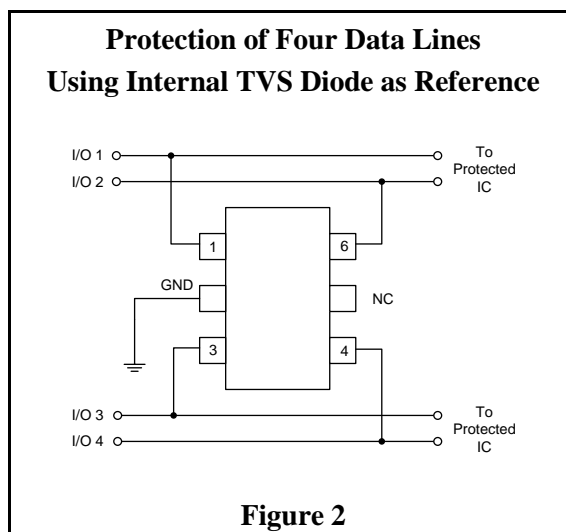 Protection of Four Data Lines
Using Internal TVS Diode as Reference
I/O 1
To
Protected
IC
I/O 2
1
6
GND
NC
3
4
I/O 3
To
Protected
IC
I/O 4
Figure 2